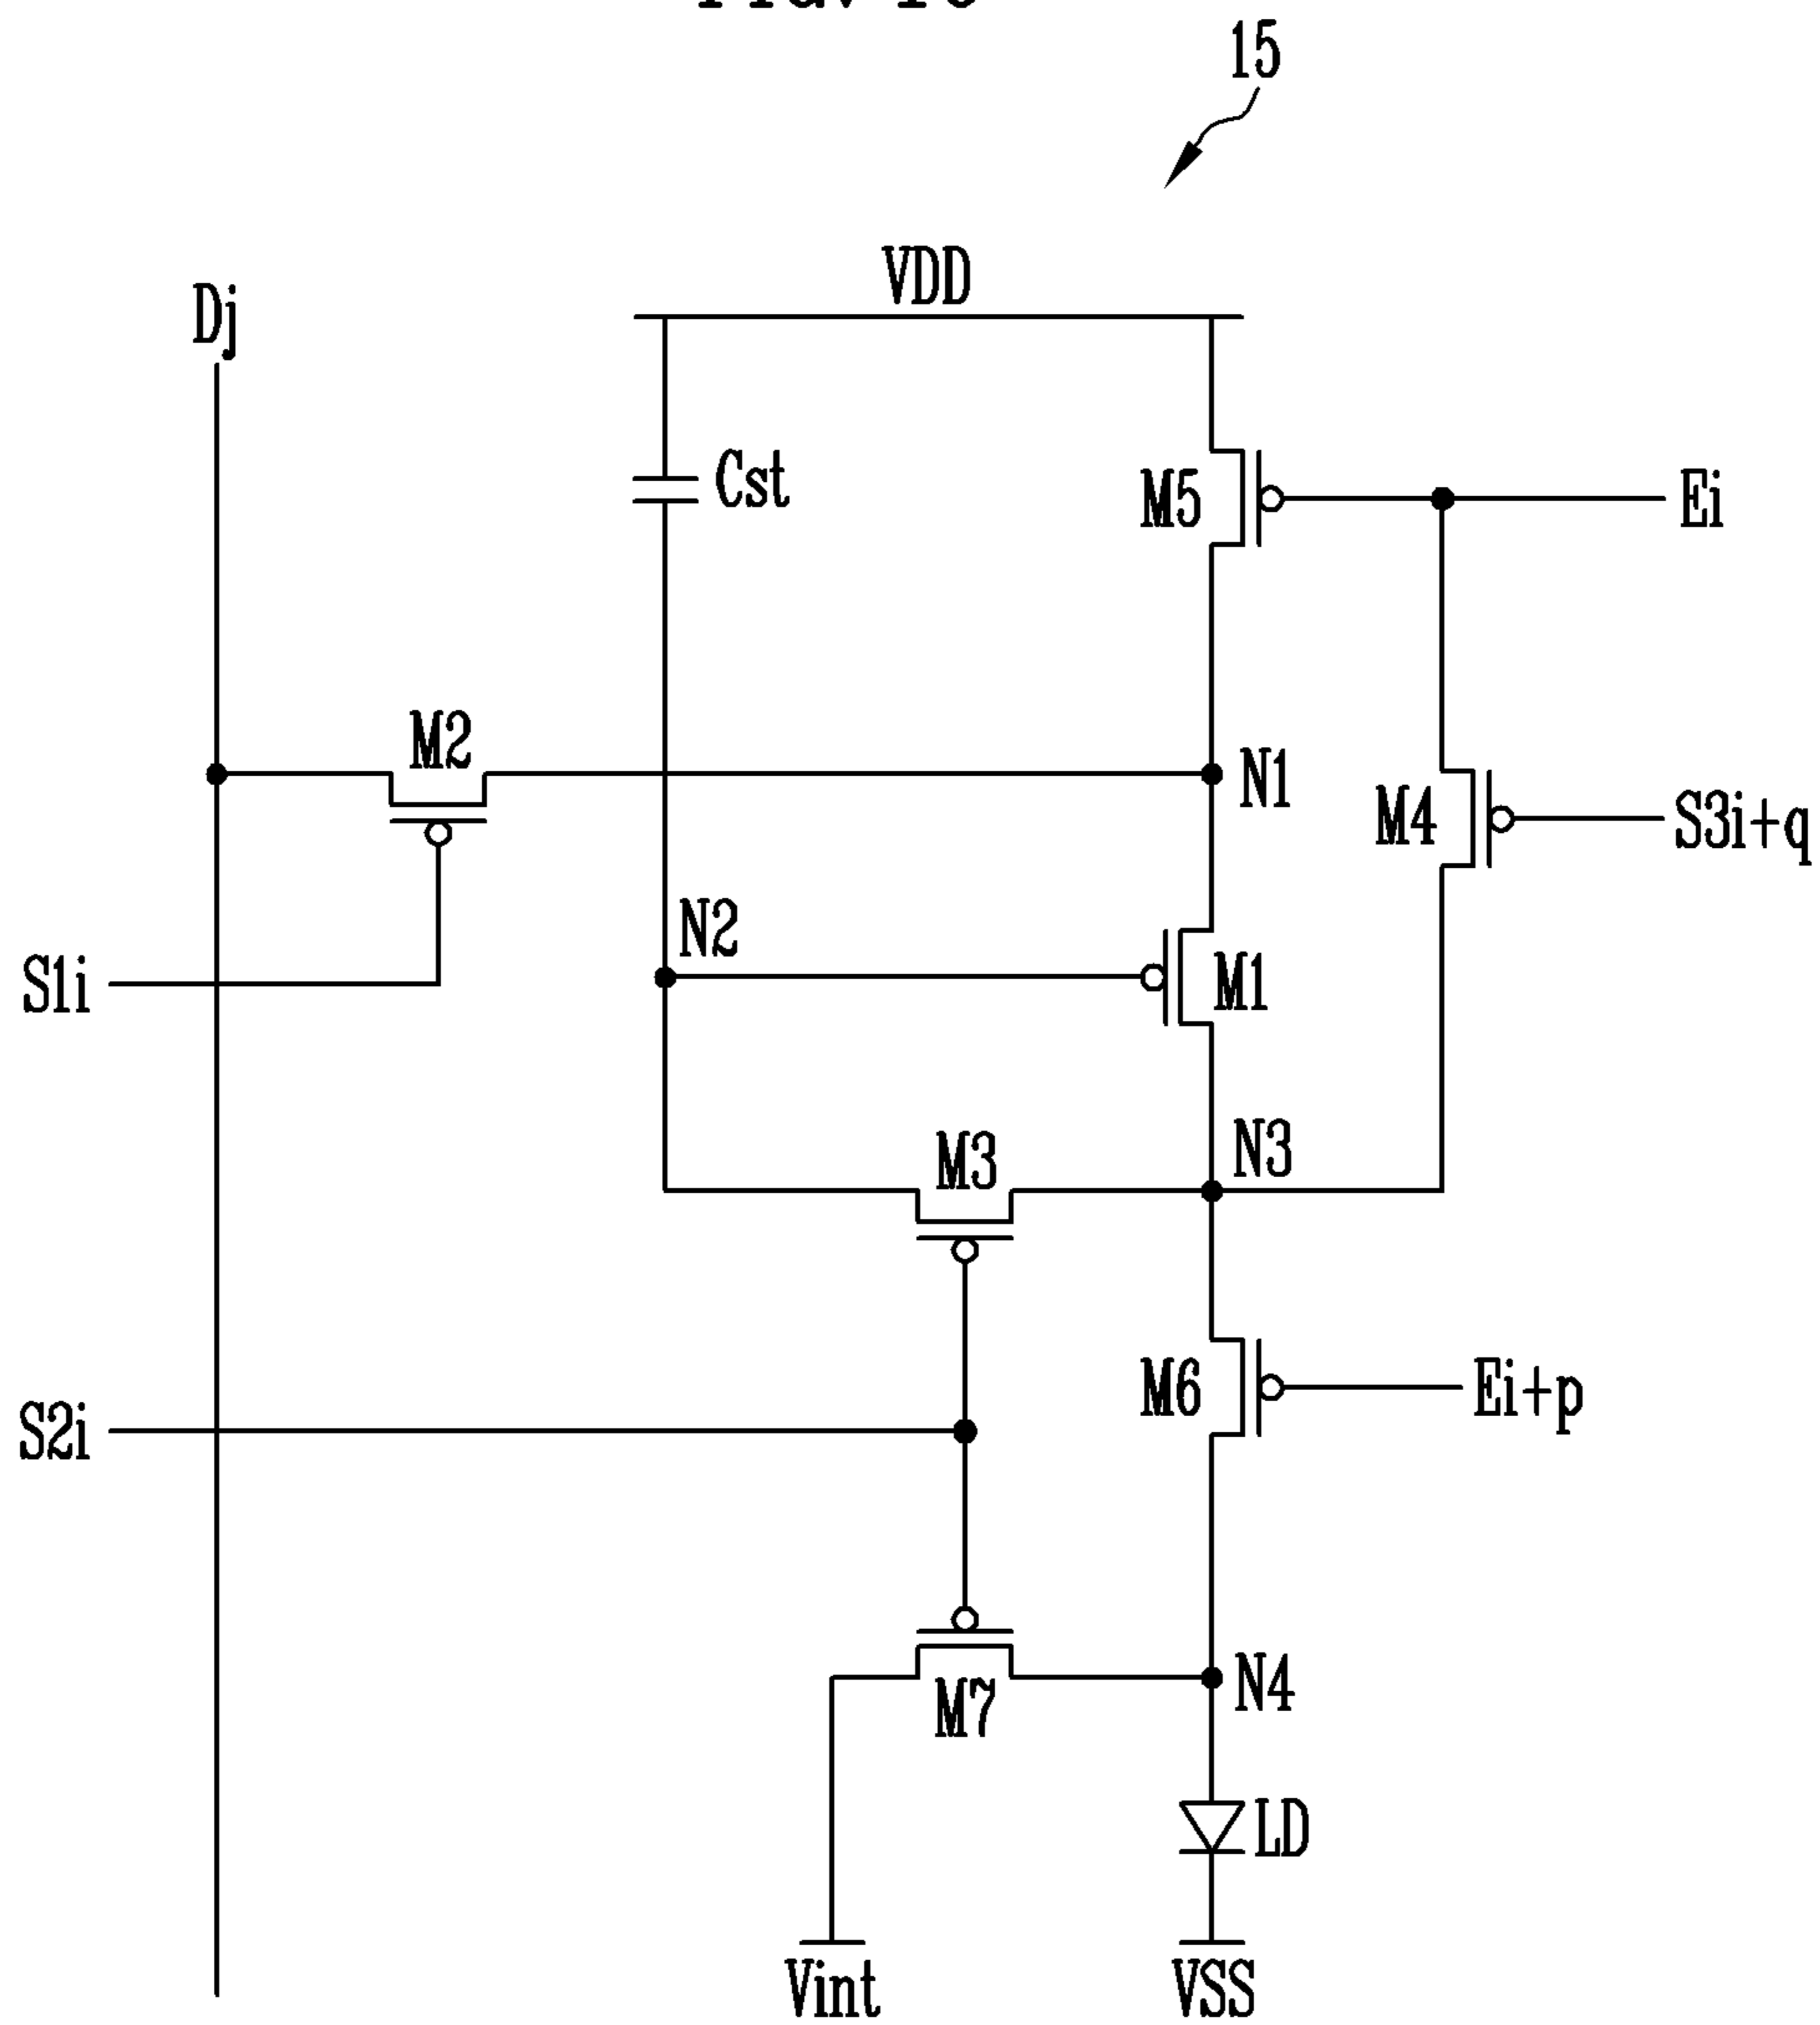 15
VDD
Dj
Cst
M5
Ei
M2
N1
M4
S3i+q
N2
S1i
M1
M3
N3
M6
Ei+p
S2i
M7
N4
LD
Vint
VSS